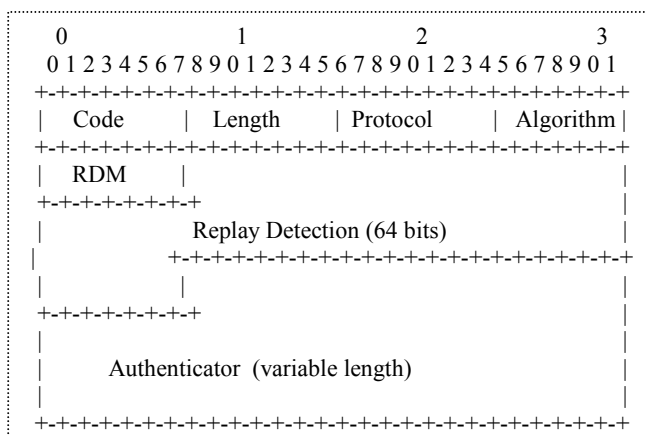 0 1 2 3
0 1 2 3 4 5 6 7 8 9 0 1 2 3 4 5 6 7 8 9 0 1 2 3 4 5 6 7 8 9 0 1
+-+-+-+-+-+-+-+-+-+-+-+-+-+-+-+-+-+-+-+-+-+-+-+-+-+-+-+-+-+-+-+-+
| Code | Length | Protocol | Algorithm |
+-+-+-+-+-+-+-+-+-+-+-+-+-+-+-+-+-+-+-+-+-+-+-+-+-+-+-+-+-+-+-+-+
| RDM | |
+-+-+-+-+-+-+-+-+ |
| Replay Detection (64 bits) |
| +-+-+-+-+-+-+-+-+-+-+-+-+-+-+-+-+-+-+-+-+-+-+-+-+
| | |
+-+-+-+-+-+-+-+-+ |
| |
| Authenticator (variable length) |
| |
+-+-+-+-+-+-+-+-+-+-+-+-+-+-+-+-+-+-+-+-+-+-+-+-+-+-+-+-+-+-+-+-+